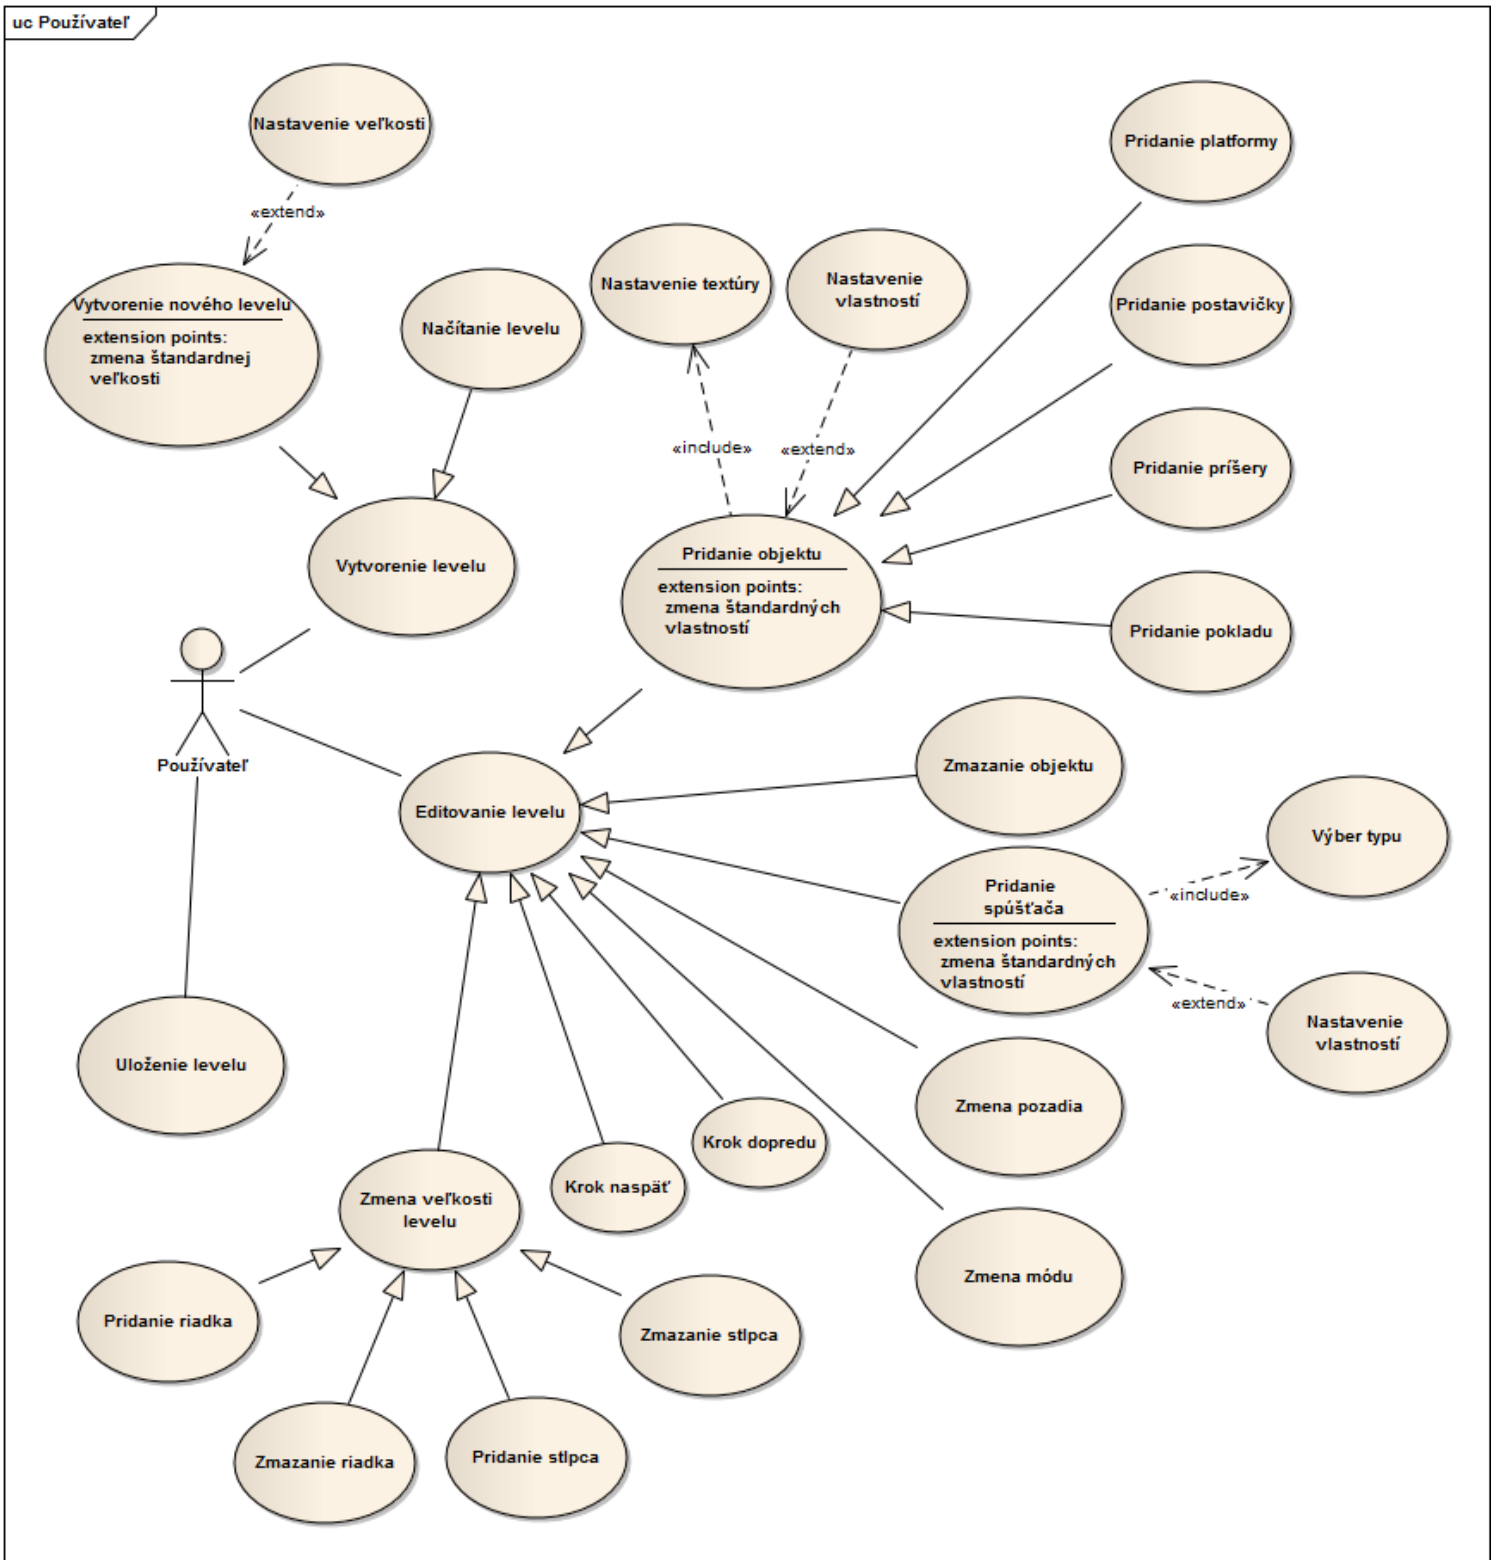 uc Používateľ
Nastavenie veľkosti
«extend»
Vytvorenie nového levelu
extension points:
zmena štandardnej
veľkosti
Načítanie levelu
Vytvorenie levelu
Nastavenie textúry
Nastavenie
vlastností
«include»
«extend»
Pridanie objektu
extension points:
zmena štandardných
vlastností
Pridanie platformy
Pridanie postavičky
Pridanie príšery
Pridanie pokladu
Používateľ
Editovanie levelu
Zmazanie objektu
Pridanie
spúšťača
extension points:
zmena štandardných
vlastností
Výber typu
«include»
«extend»
Nastavenie
vlastností
Uloženie levelu
Zmena pozadia
Krok dopredu
Krok naspäť
Zmena veľkosti
levelu
Zmena módu
Pridanie riadka
Zmazanie stlpca
Zmazanie riadka
Pridanie stlpca